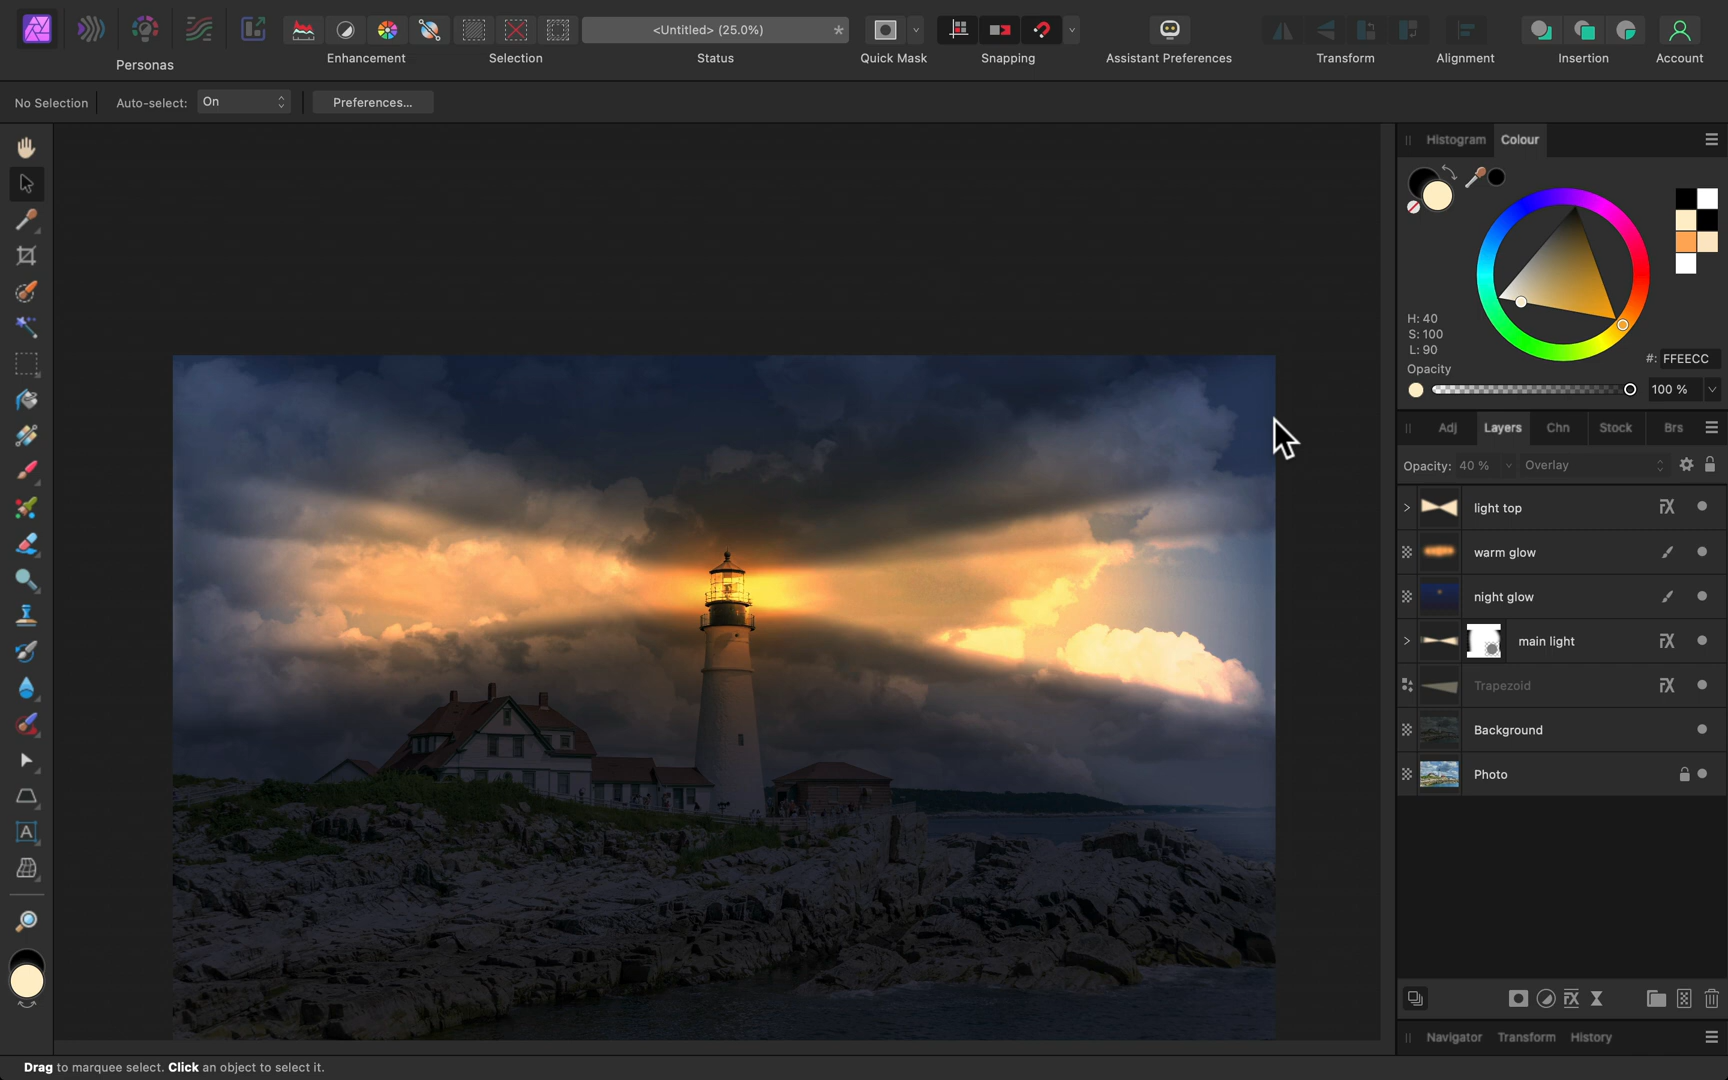 <Untitled> (25.0%)
*
Personas
Enhancement
Selection
Status
Quick Mask
Snapping
Assistant Preferences
Transform
Alignment
Insertion
Account
No Selection
Auto-select:
On
Preferences...
Histogram
Colour
H: 40
S: 100
L: 90
#: FFEECC
Opacity
100 %
Adj
Layers
Chn
Stock
Brs
Opacity: 40 %
Overlay
light top
warm glow
night glow
main light
Trapezoid
Background
Photo
Navigator
Transform
History
Drag to marquee select. Click an object to select it.